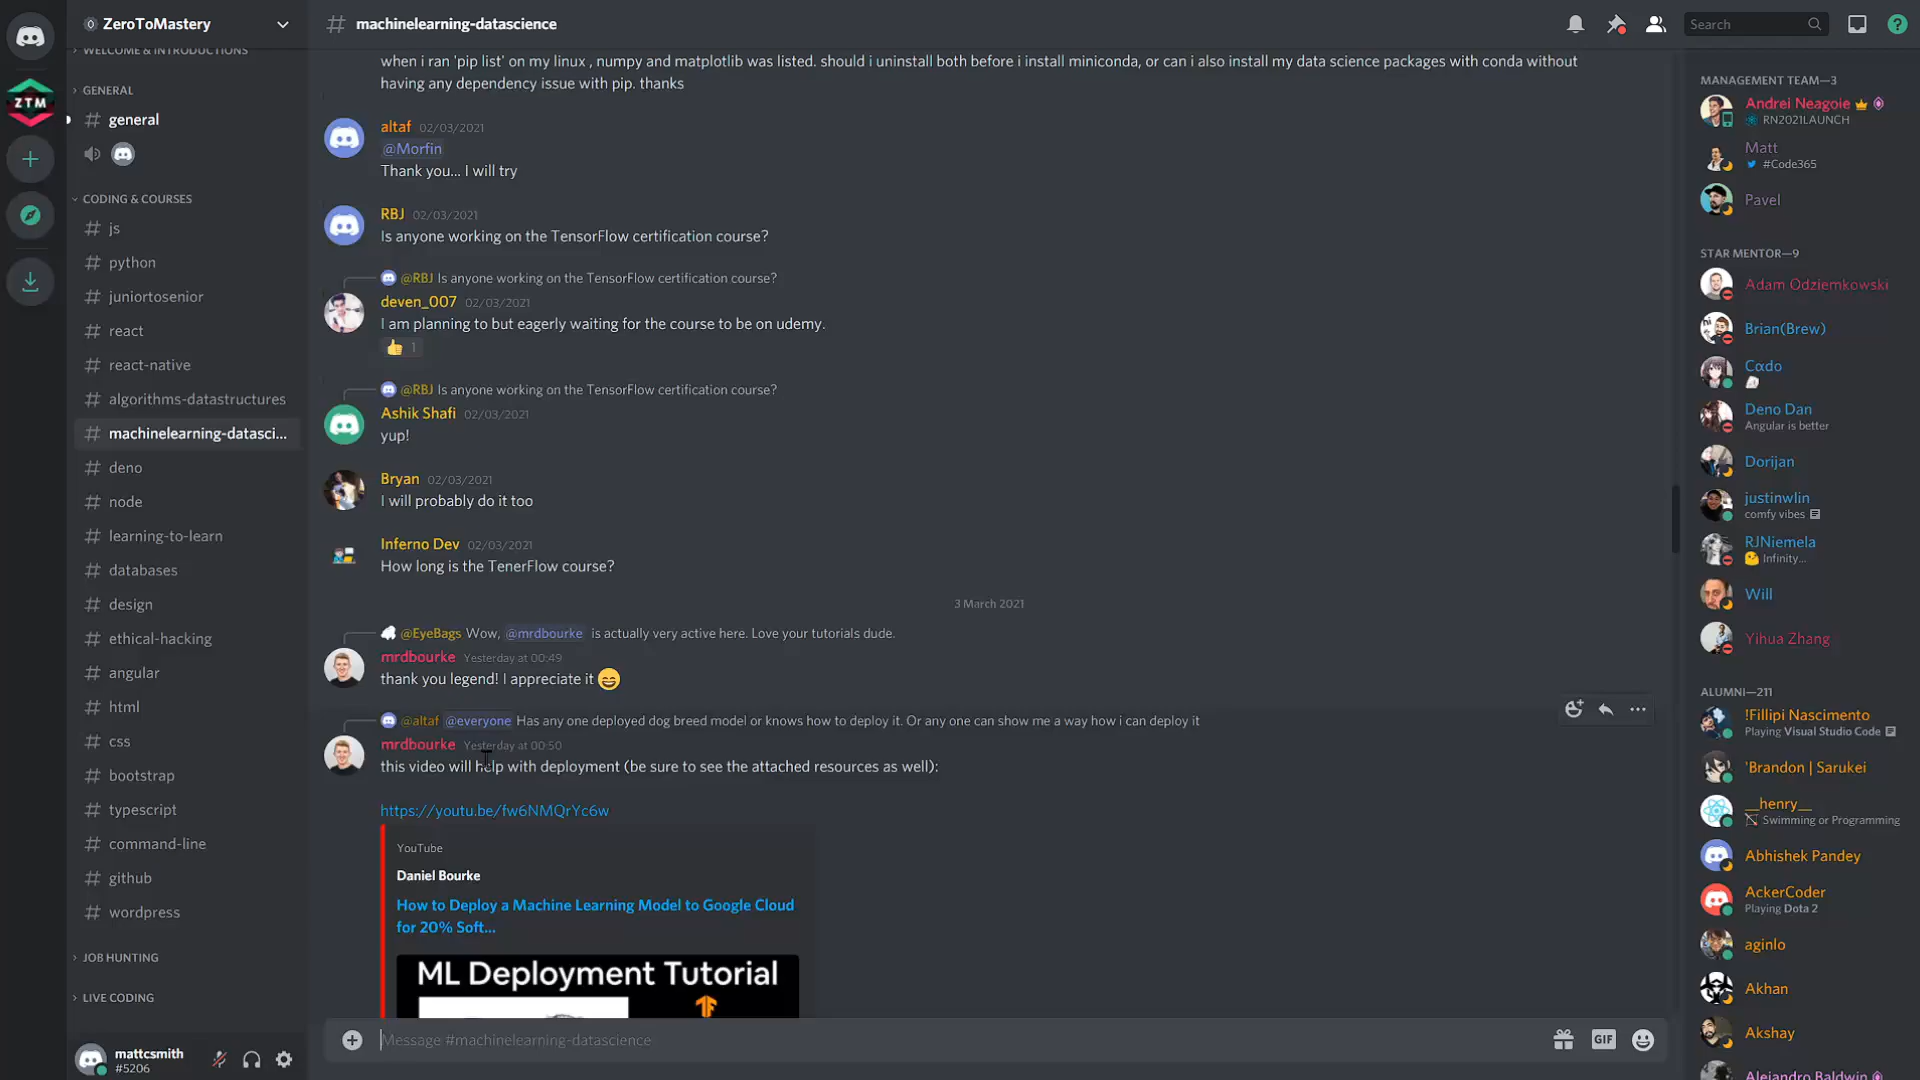 ZeroToMastery
WELCOME & INTRODUCTIONS
GENERAL
general
CODING & COURSES
js
python
juniortosenior
react
react-native
algorithms-datastructures
machinelearning-datasci...
deno
node
learning-to-learn
databases
design
ethical-hacking
angular
html
css
bootstrap
typescript
command-line
github
wordpress
JOB HUNTING
LIVE CODING
mattcsmith
#5206
ZTM
machinelearning-datascience
Search
when i ran 'pip list' on my linux , numpy and matplotlib was listed. should i uninstall both before i install miniconda, or can i also install my data science packages with conda without
having any dependency issue with pip. thanks
altaf 02/03/2021
@Morfin
Thank you... I will try
RBJ 02/03/2021
Is anyone working on the TensorFlow certification course?
@RBJ Is anyone working on the TensorFlow certification course?
deven_007 02/03/2021
I am planning to but eagerly waiting for the course to be on udemy.
👍 1
@RBJ Is anyone working on the TensorFlow certification course?
Ashik Shafi 02/03/2021
yup!
Bryan 02/03/2021
I will probably do it too
Inferno Dev 02/03/2021
How long is the TenerFlow course?
3 March 2021
@EyeBags Wow, @mrdbourke is actually very active here. Love your tutorials dude.
mrdbourke Yesterday at 00:49
thank you legend! I appreciate it 😄
@altaf @everyone Has any one deployed dog breed model or knows how to deploy it. Or any one can show me a way how i can deploy it
mrdbourke Yesterday at 00:50
this video will help with deployment (be sure to see the attached resources as well):
https://youtu.be/fw6NMQrYc6w
YouTube
Daniel Bourke
How to Deploy a Machine Learning Model to Google Cloud
for 20% Soft...
ML Deployment Tutorial
Message #machinelearning-datascience
GIF
MANAGEMENT TEAM—3
Andrei Neagoie
RN2021LAUNCH
Matt
#Code365
Pavel
STAR MENTOR—9
Adam Odziemkowski
Brian(Brew)
Cαdo
Deno Dan
Angular is better
Dorijan
justinwlin
comfy vibes
RJNiemela
Infinity...
Will
Yihua Zhang
ALUMNI—211
!Fillipi Nascimento
Playing Visual Studio Code
'Brandon | Sarukei
__henry__
Swimming or Programming
Abhishek Pandey
AckerCoder
Playing Dota 2
aginlo
Akhan
Akshay
Alejandro Baldwin